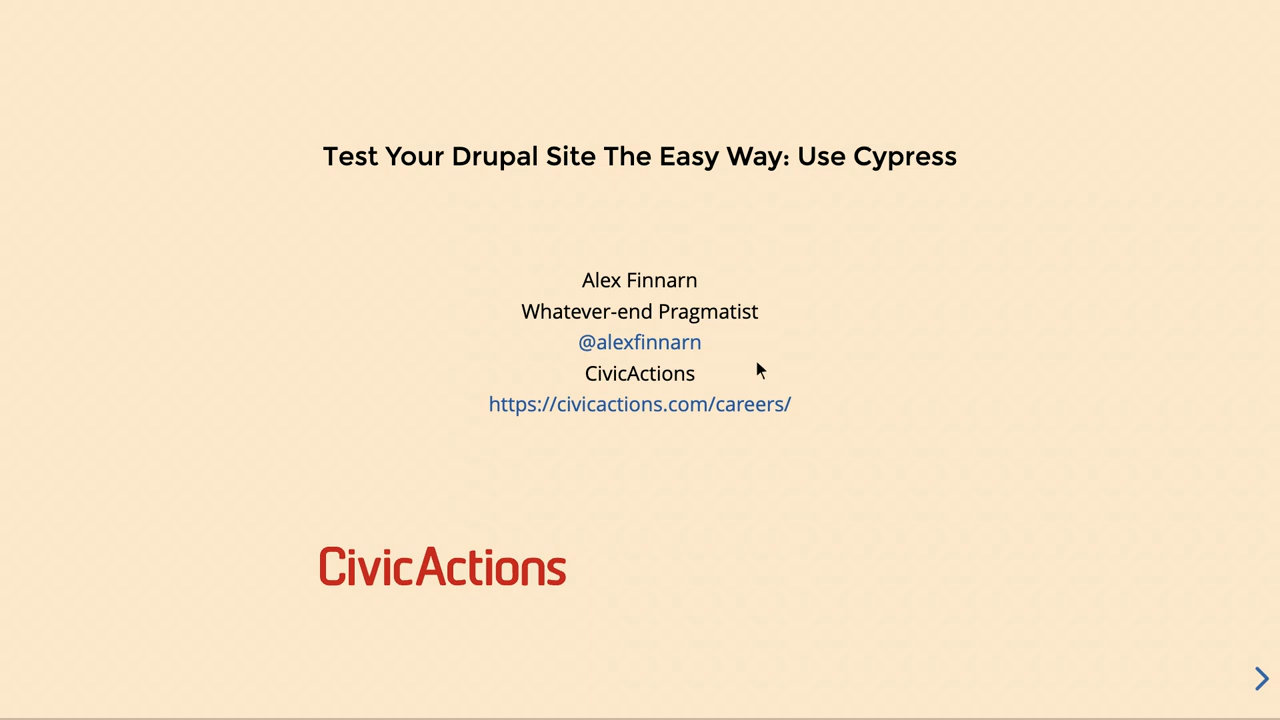 Test Your Drupal Site The Easy Way: Use Cypress
Alex Finnarn
Whatever-end Pragmatist
@alexfinnarn
CivicActions
https://civicactions.com/careers/
CivicActions